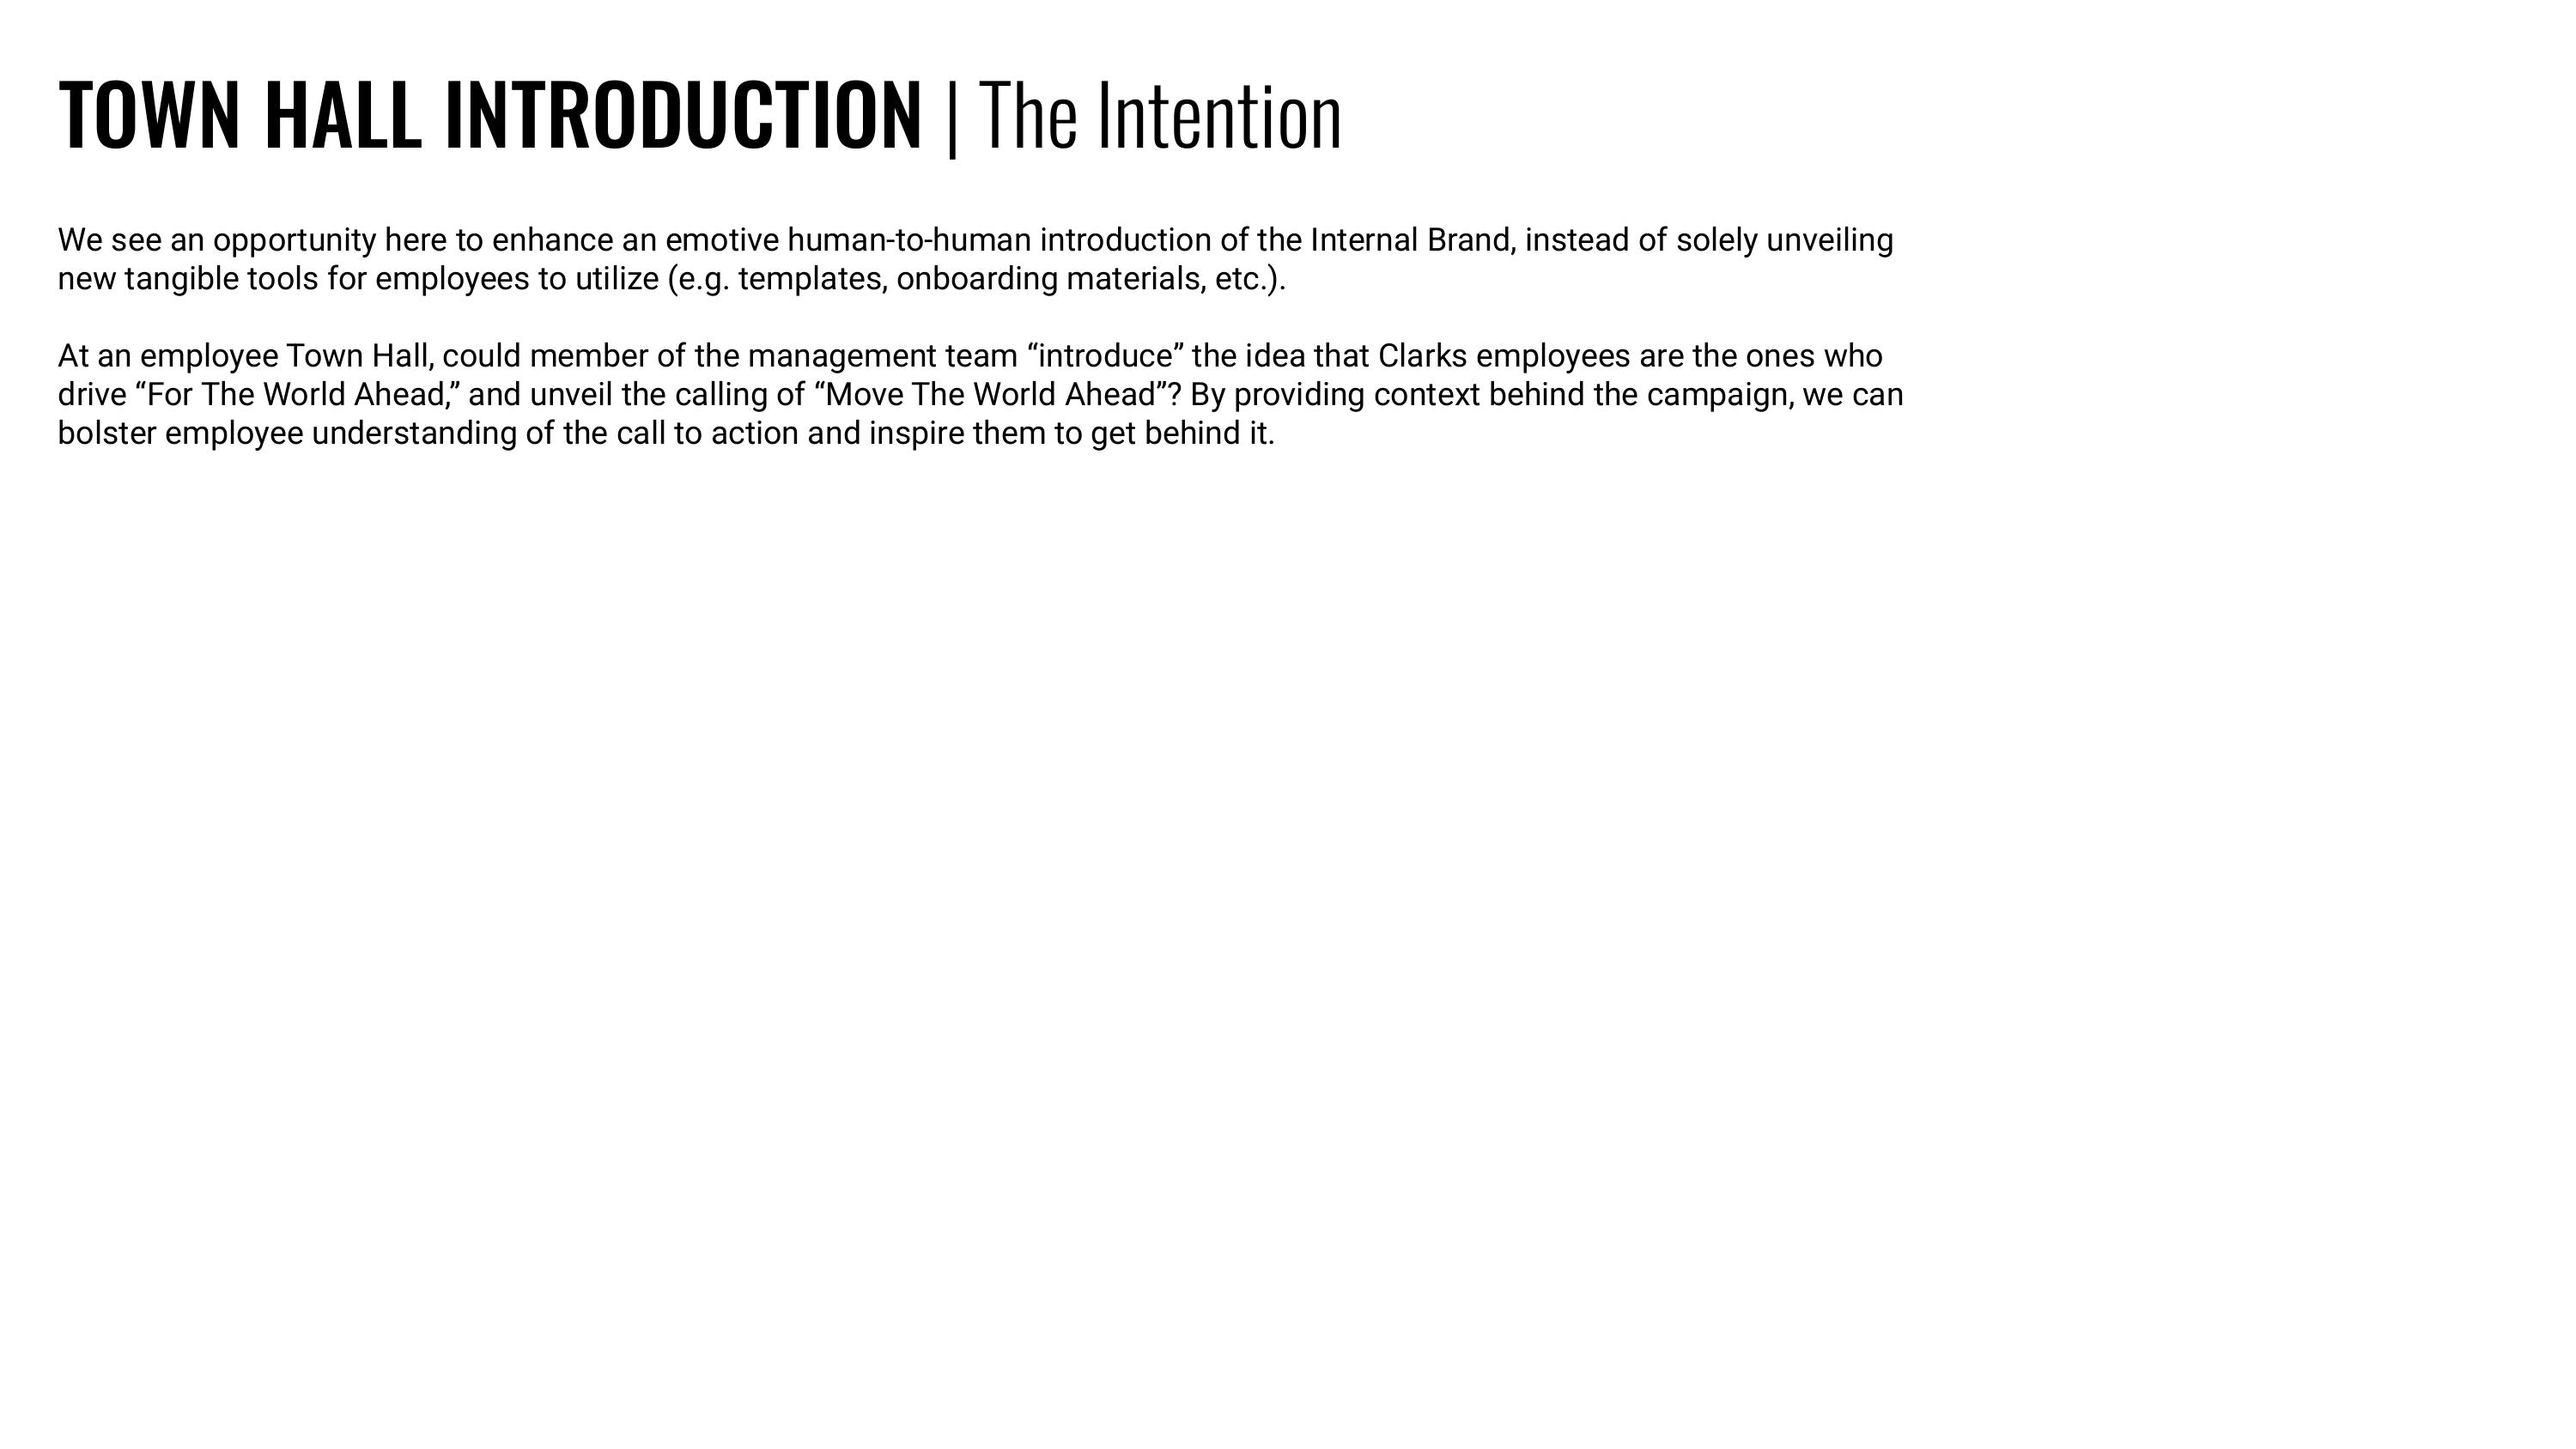 TOWN HALL INTRODUCTION | The Intention
We see an opportunity here to enhance an emotive human-to-human introduction of the Internal Brand, instead of solely unveiling
new tangible tools for employees to utilize (e.g. templates, onboarding materials, etc.).
At an employee Town Hall, could member of the management team “introduce” the idea that Clarks employees are the ones who
drive “For The World Ahead,” and unveil the calling of “Move The World Ahead”? By providing context behind the campaign, we can
bolster employee understanding of the call to action and inspire them to get behind it.